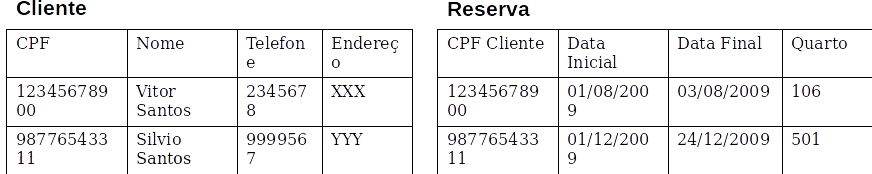 Cliente
CPF Nome Telefon Endereç
e o
123456789 Vitor 234567 XXX
00 Santos 8
987765433 Silvio 999956 YYY
11 Santos 7
Reserva
CPF Cliente Data Data Final Quarto
Inicial
123456789 01/08/200 03/08/2009 106
00 9
987765433 01/12/200 24/12/2009 501
11 9